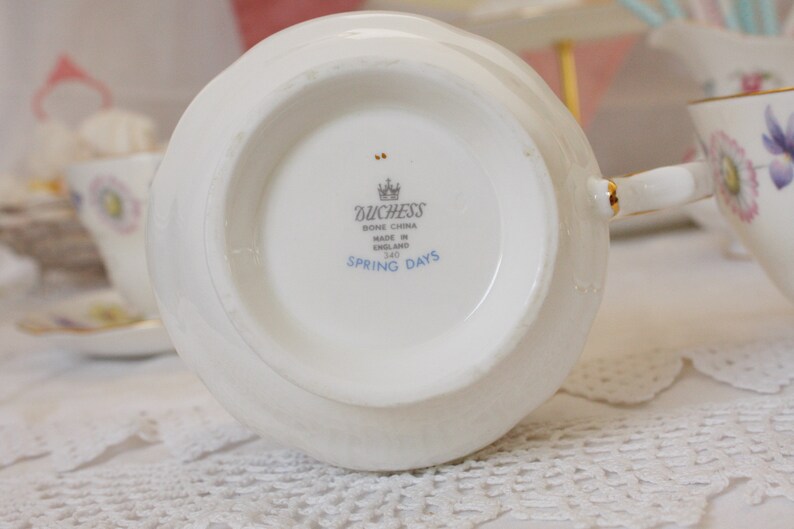 DUCHESS
BONE CHINA
MADE IN
ENGLAND
340
SPRING DAYS